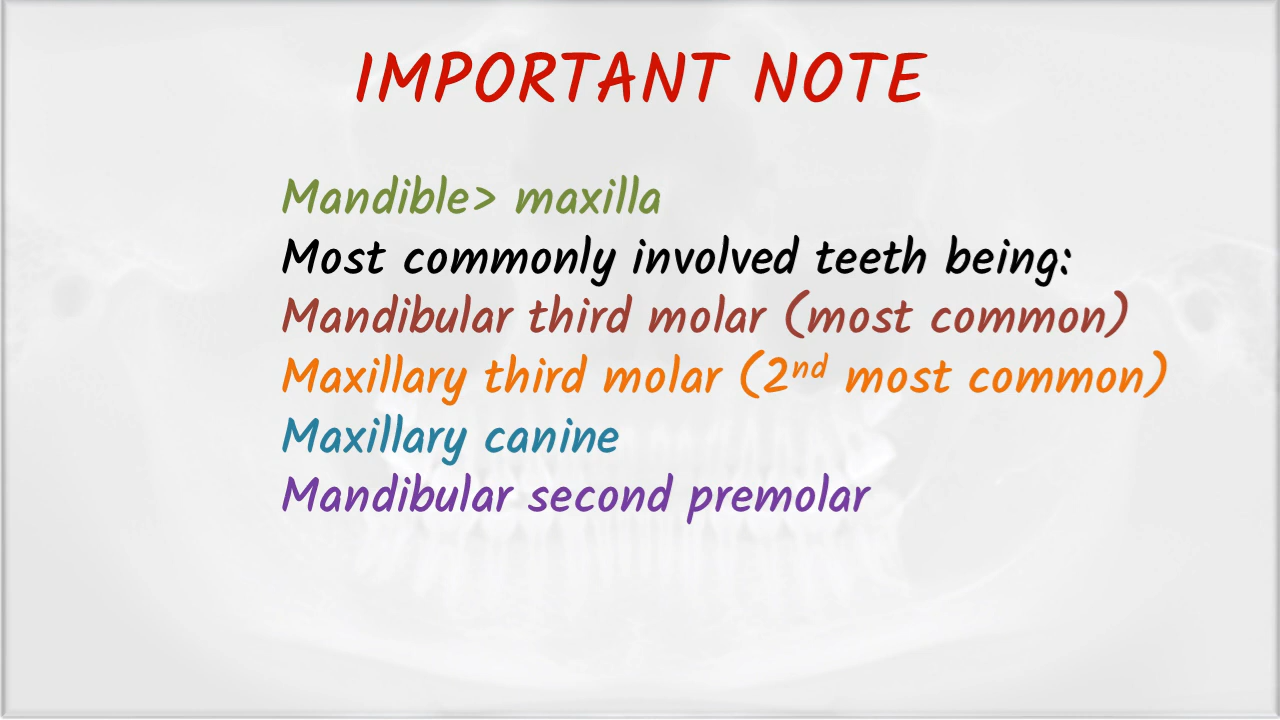 IMPORTANT NOTE
Mandible> maxilla
Most commonly involved teeth being:
Mandibular third molar (most common)
Maxillary third molar (2nd most common)
Maxillary canine
Mandibular second premolar